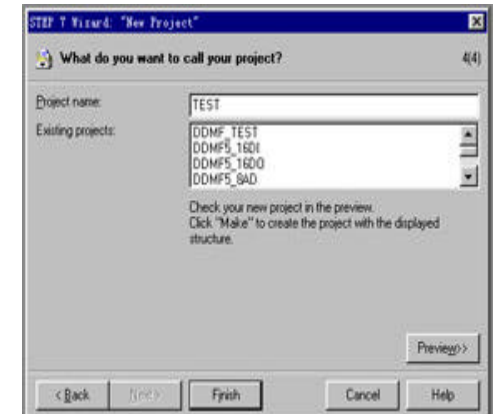 STEP 7 Wizard: "New Project"
What do you want to call your project?
4(4)
Project name:
TEST
Existing projects:
DDMF_TEST
DDMF5_16DI
DDMF5_16DO
DDMF5_8AD
Check your new project in the preview.
Click "Make" to create the project with the displayed
structure.
Preview>>
< Back
Next >
Finish
Cancel
Help